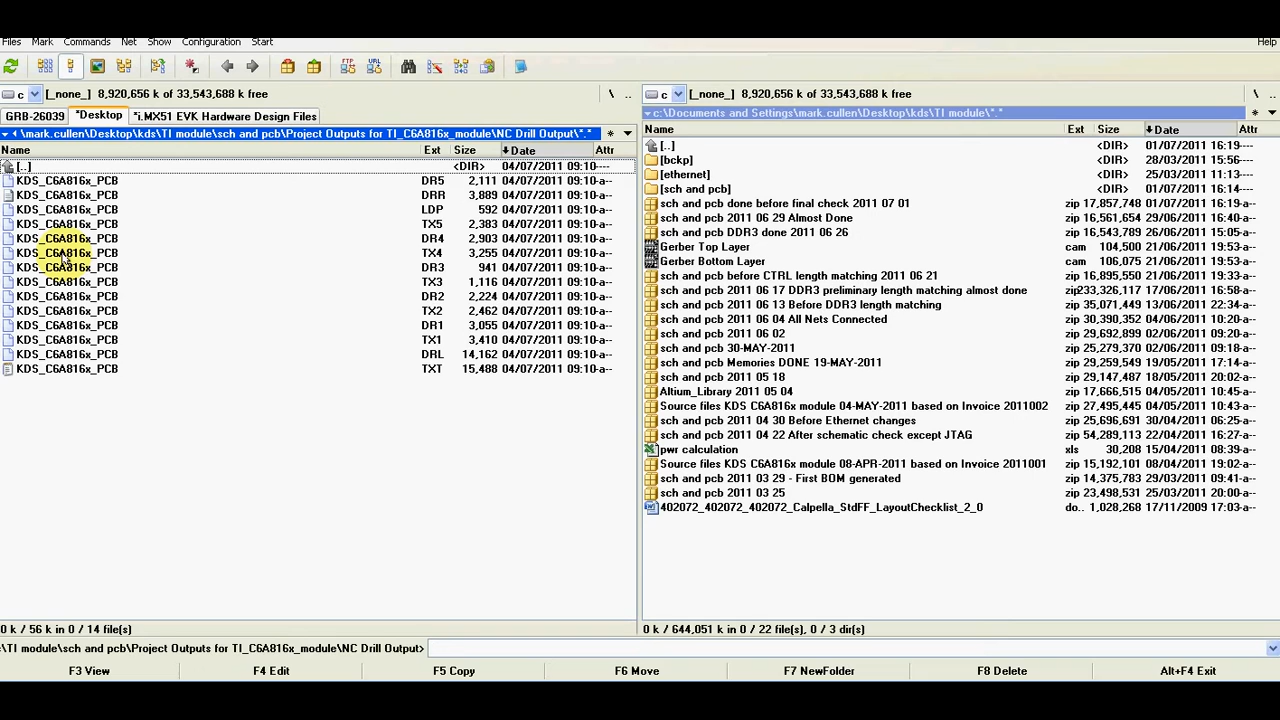 Files Mark Commands Net Show Configuration Start Help
FTP URL
c [_none_] 8,920,656 k of 33,543,688 k free \ ..
GRB-26039 *Desktop *i.MX51 EVK Hardware Design Files
\mark.cullen\Desktop\kds\TI module\sch and pcb\Project Outputs for TI_C6A816x_module\NC Drill Output\*.* *
Name Ext Size Date Attr
[..] <DIR> 04/07/2011 09:10----
KDS_C6A816x_PCB DR5 2,111 04/07/2011 09:10-a--
KDS_C6A816x_PCB DRR 3,889 04/07/2011 09:10-a--
KDS_C6A816x_PCB LDP 592 04/07/2011 09:10-a--
KDS_C6A816x_PCB TX5 2,383 04/07/2011 09:10-a--
KDS_C6A816x_PCB DR4 2,903 04/07/2011 09:10-a--
KDS_C6A816x_PCB TX4 3,255 04/07/2011 09:10-a--
KDS_C6A816x_PCB DR3 941 04/07/2011 09:10-a--
KDS_C6A816x_PCB TX3 1,116 04/07/2011 09:10-a--
KDS_C6A816x_PCB DR2 2,224 04/07/2011 09:10-a--
KDS_C6A816x_PCB TX2 2,462 04/07/2011 09:10-a--
KDS_C6A816x_PCB DR1 3,055 04/07/2011 09:10-a--
KDS_C6A816x_PCB TX1 3,410 04/07/2011 09:10-a--
KDS_C6A816x_PCB DRL 14,162 04/07/2011 09:10-a--
KDS_C6A816x_PCB TXT 15,488 04/07/2011 09:10-a--
0 k / 56 k in 0 / 14 file(s)
c [_none_] 8,920,656 k of 33,543,688 k free \ ..
c:\Documents and Settings\mark.cullen\Desktop\kds\TI module\*.* *
Name Ext Size Date Attr
[..] <DIR> 01/07/2011 16:19----
[bckp] <DIR> 28/03/2011 15:56----
[ethernet] <DIR> 25/03/2011 11:13----
[sch and pcb] <DIR> 01/07/2011 16:14----
sch and pcb done before final check 2011 07 01 zip 17,857,748 01/07/2011 16:19-a--
sch and pcb 2011 06 29 Almost Done zip 16,561,654 29/06/2011 06:40-a--
sch and pcb DDR3 done 2011 06 26 zip 16,582,334 26/06/2011 15:05-a--
Gerber Top Layer cam 104,500 21/06/2011 19:53-a--
Gerber Bottom Layer cam 106,075 21/06/2011 19:53-a--
sch and pcb before CTRL length matching 2011 06 21 zip 16,895,550 21/06/2011 13:33-a--
sch and pcb 2011 06 17 DDR3 preliminary length matching almost done zip 233,326,117 17/06/2011 16:58-a--
sch and pcb 2011 06 13 Before DDR3 length matching zip 35,071,449 13/06/2011 22:34-a--
sch and pcb 2011 06 04 All Nets Connected zip 30,390,352 04/06/2011 10:20-a--
sch and pcb 2011 06 02 zip 29,692,899 02/06/2011 09:38-a--
sch and pcb 30-MAY-2011 zip 25,279,370 30/05/2011 09:18-a--
sch and pcb Memories DONE 19-MAY-2011 zip 29,259,549 19/05/2011 17:14-a--
sch and pcb 2011 05 18 zip 29,147,487 18/05/2011 20:02-a--
Altium_Library 2011 05 04 zip 17,666,515 04/05/2011 10:45-a--
Source files KDS C6A816x module 04-MAY-2011 based on Invoice 2011002 zip 27,495,445 04/05/2011 10:43-a--
sch and pcb 2011 04 30 Before Ethernet changes zip 25,696,691 30/04/2011 06:25-a--
sch and pcb 2011 04 22 After schematic check except JTAG zip 54,289,113 22/04/2011 16:27-a--
pwr calculation xls 30,208 15/04/2011 08:39-a--
Source files KDS C6A816x module 08-APR-2011 based on Invoice 2011001 zip 15,192,101 08/04/2011 19:02-a--
sch and pcb 2011 03 29 - First BOM generated zip 14,375,783 29/03/2011 09:41-a--
sch and pcb 2011 03 25 zip 23,498,531 25/03/2011 20:00-a--
402072_402072_402072_Calpella_StdFF_LayoutChecklist_2_0 do.. 1,028,268 17/11/2009 17:03-a--
0 k / 644,051 k in 0 / 22 file(s), 0 / 3 dir(s)
\TI module\sch and pcb\Project Outputs for TI_C6A816x_module\NC Drill Output>
F3 View F4 Edit F5 Copy F6 Move F7 NewFolder F8 Delete Alt+F4 Exit